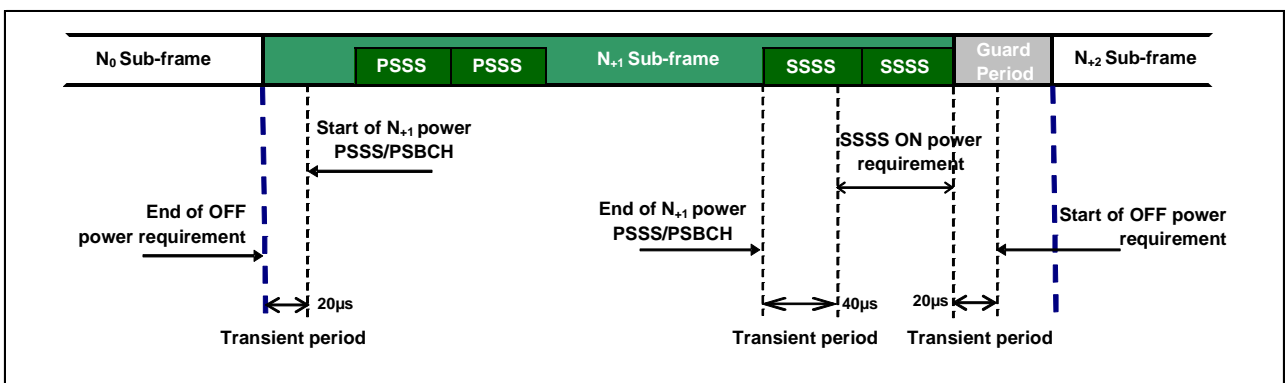 N₀ Sub-frame
PSSS
PSSS
N₊₁ Sub-frame
SSSS
SSSS
Guard
Period
N₊₂ Sub-frame
Start of N₊₁ power
PSSS/PSBCH
SSSS ON power
requirement
End of OFF
power requirement
End of N₊₁ power
PSSS/PSBCH
Start of OFF power
requirement
20µs
40µs
20µs
Transient period
Transient period
Transient period